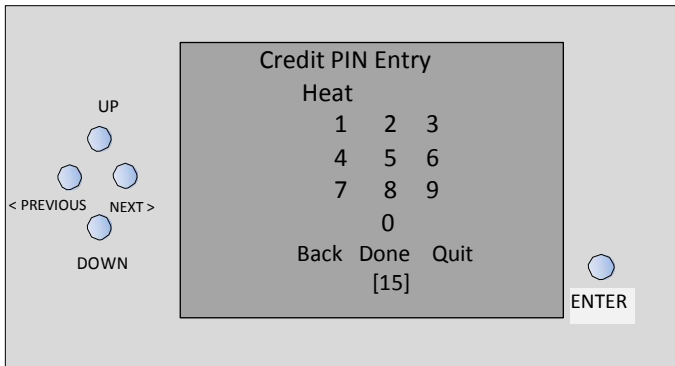 Credit PIN Entry
Heat
UP
1 2 3
4 5 6
7 8 9
< PREVIOUS NEXT >
0
Back Done Quit
DOWN
[15]
ENTER